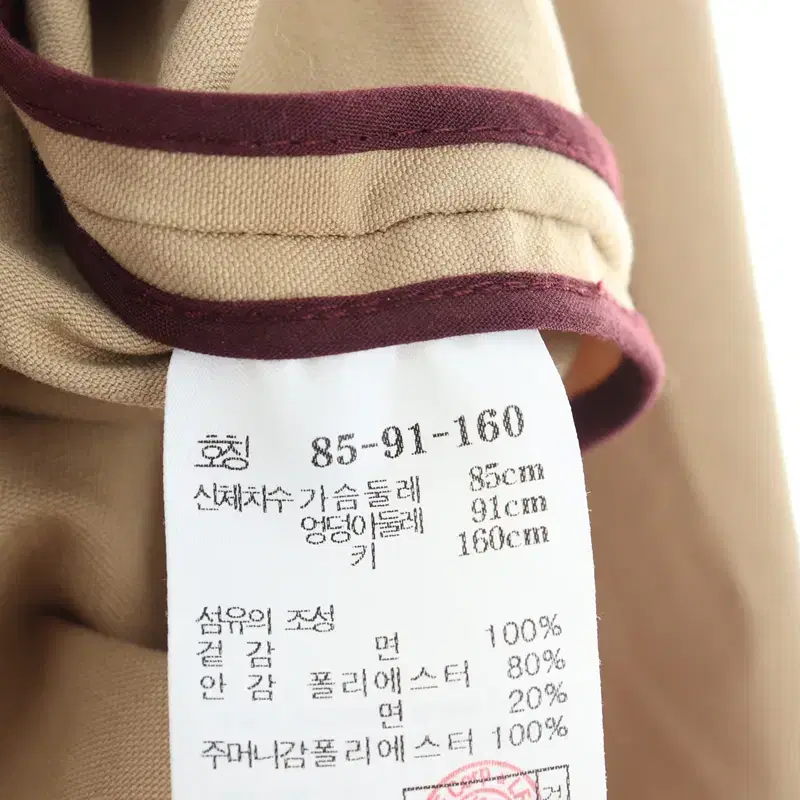 호칭 85-91-160
신체치수 가슴둘레 85cm
엉덩이둘레 91cm
키 160cm
섬유의 조성
겉감 면 100%
안감 폴리에스터 80%
면 20%
주머니감폴리에스터 100%